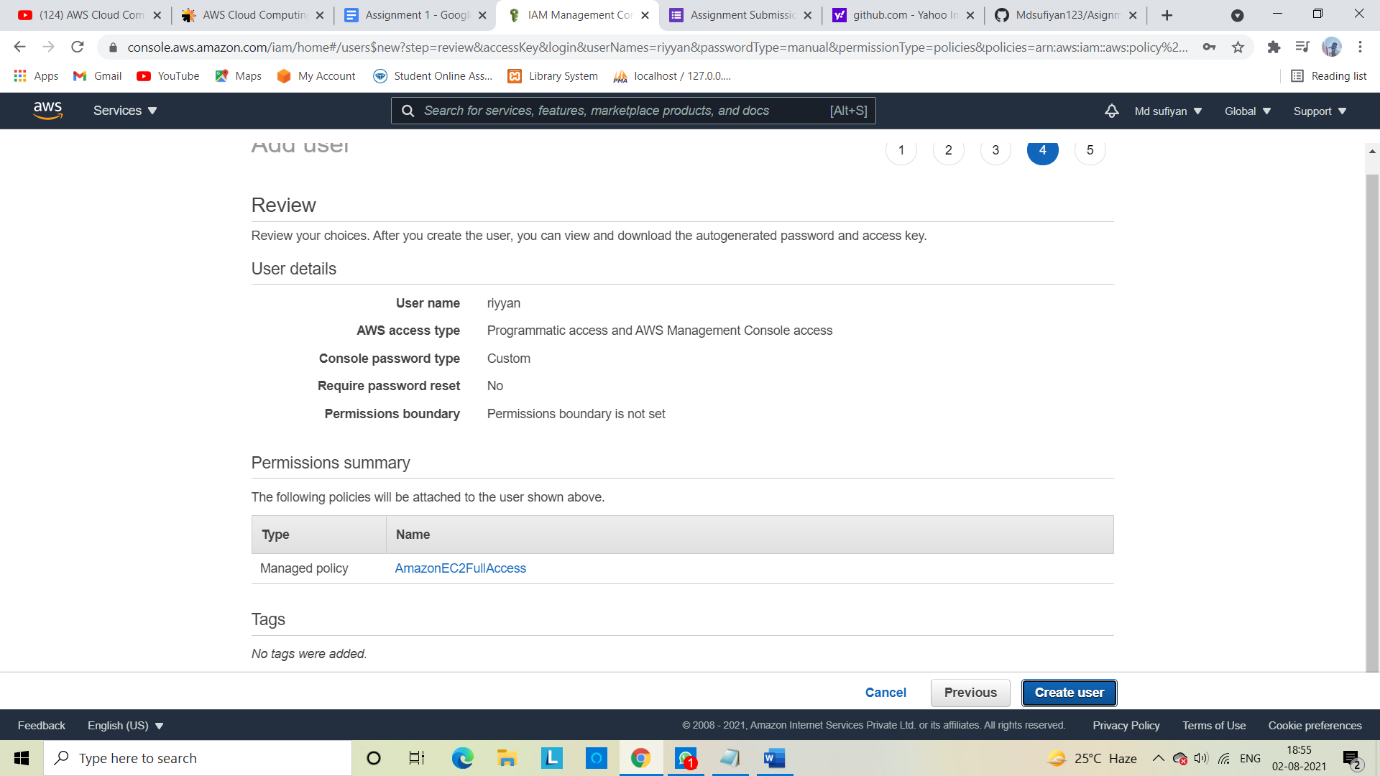 (124) AWS Cloud Com
AWS Cloud Computin
Assignment 1 - Googl
IAM Management Co
Assignment Submissio
github.com - Yahoo In
Mdsufiyan123/Asignm
console.aws.amazon.com/iam/home#/users$new?step=review&accessKey&login&userNames=riyyan&passwordType=manual&permissionType=policies&policies=arn:aws:iam::aws:policy%2...
Apps
Gmail
YouTube
Maps
My Account
Student Online Ass...
Library System
localhost / 127.0.0....
Reading list
aws
Services
Search for services, features, marketplace products, and docs
[Alt+S]
Md sufiyan
Global
Support
Add user
1 2 3 4 5
Review
Review your choices. After you create the user, you can view and download the autogenerated password and access key.
User details
User name riyyan
AWS access type Programmatic access and AWS Management Console access
Console password type Custom
Require password reset No
Permissions boundary Permissions boundary is not set
Permissions summary
The following policies will be attached to the user shown above.
Type Name
Managed policy AmazonEC2FullAccess
Tags
No tags were added.
Cancel Previous Create user
Feedback English (US) © 2008 - 2021, Amazon Internet Services Private Ltd. or its affiliates. All rights reserved. Privacy Policy Terms of Use Cookie preferences
Type here to search
L
1
25°C Haze
ENG
18:55
02-08-2021
2